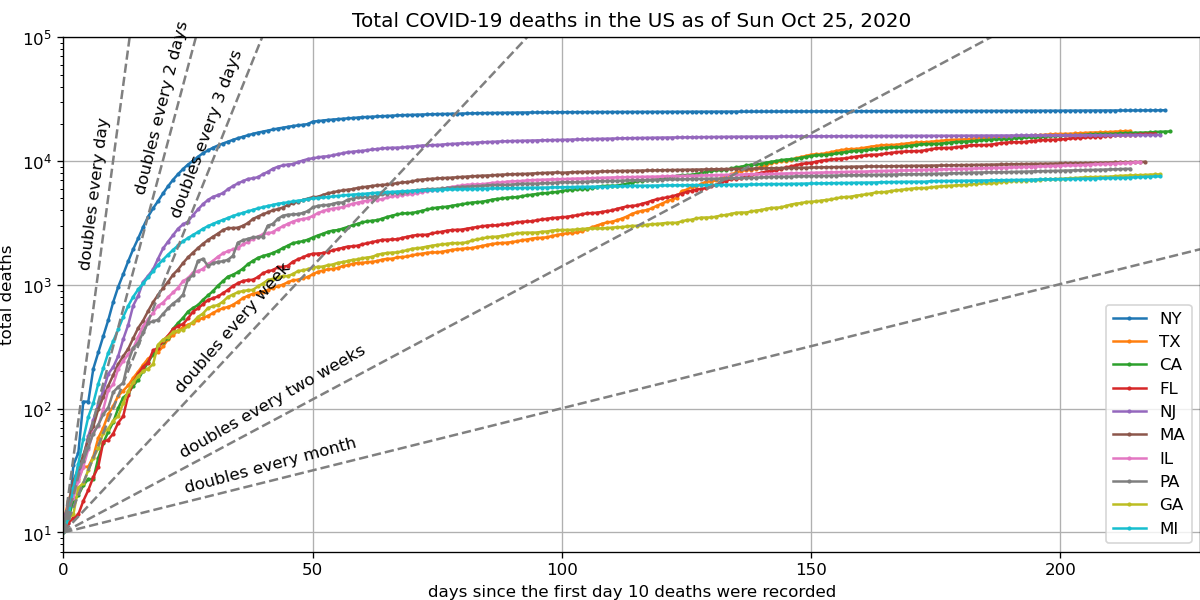 Total COVID-19 deaths in the US as of Sun Oct 25, 2020
total deaths
10^5
10^4
10^3
10^2
10^1
doubles every day
doubles every 2 days
doubles every 3 days
doubles every week
doubles every two weeks
doubles every month
NY
TX
CA
FL
NJ
MA
IL
PA
GA
MI
0 50 100 150 200
days since the first day 10 deaths were recorded